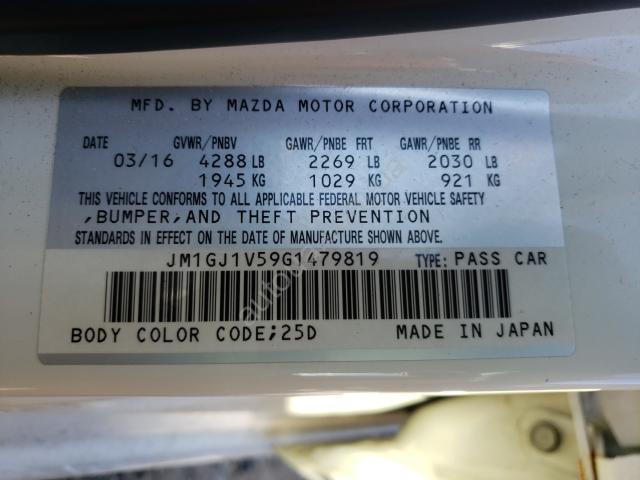 MFD. BY MAZDA MOTOR CORPORATION
DATE GVWR/PNBV GAWR/PNBE FRT GAWR/PNBE RR
03/16 4288 LB 2269 LB 2030 LB
1945 KG 1029 KG 921 KG
THIS VEHICLE CONFORMS TO ALL APPLICABLE FEDERAL MOTOR VEHICLE SAFETY
,BUMPER,AND THEFT PREVENTION
STANDARDS IN EFFECT ON THE DATE OF MANUFACTURE SHOWN ABOVE.
JM1GJ1V59G1479819 TYPE: PASS CAR
BODY COLOR CODE;25D MADE IN JAPAN